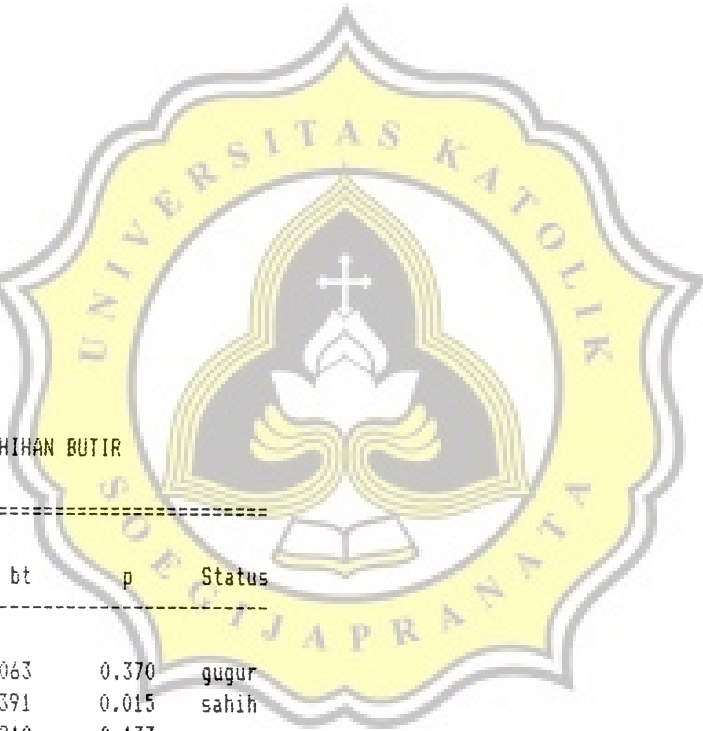 UNIVERSITAS KATOLIK
SOEGIJAPRANATA
HIHAN BUTIR
bt p Status
063 0.370 gugur
391 0.015 sahih